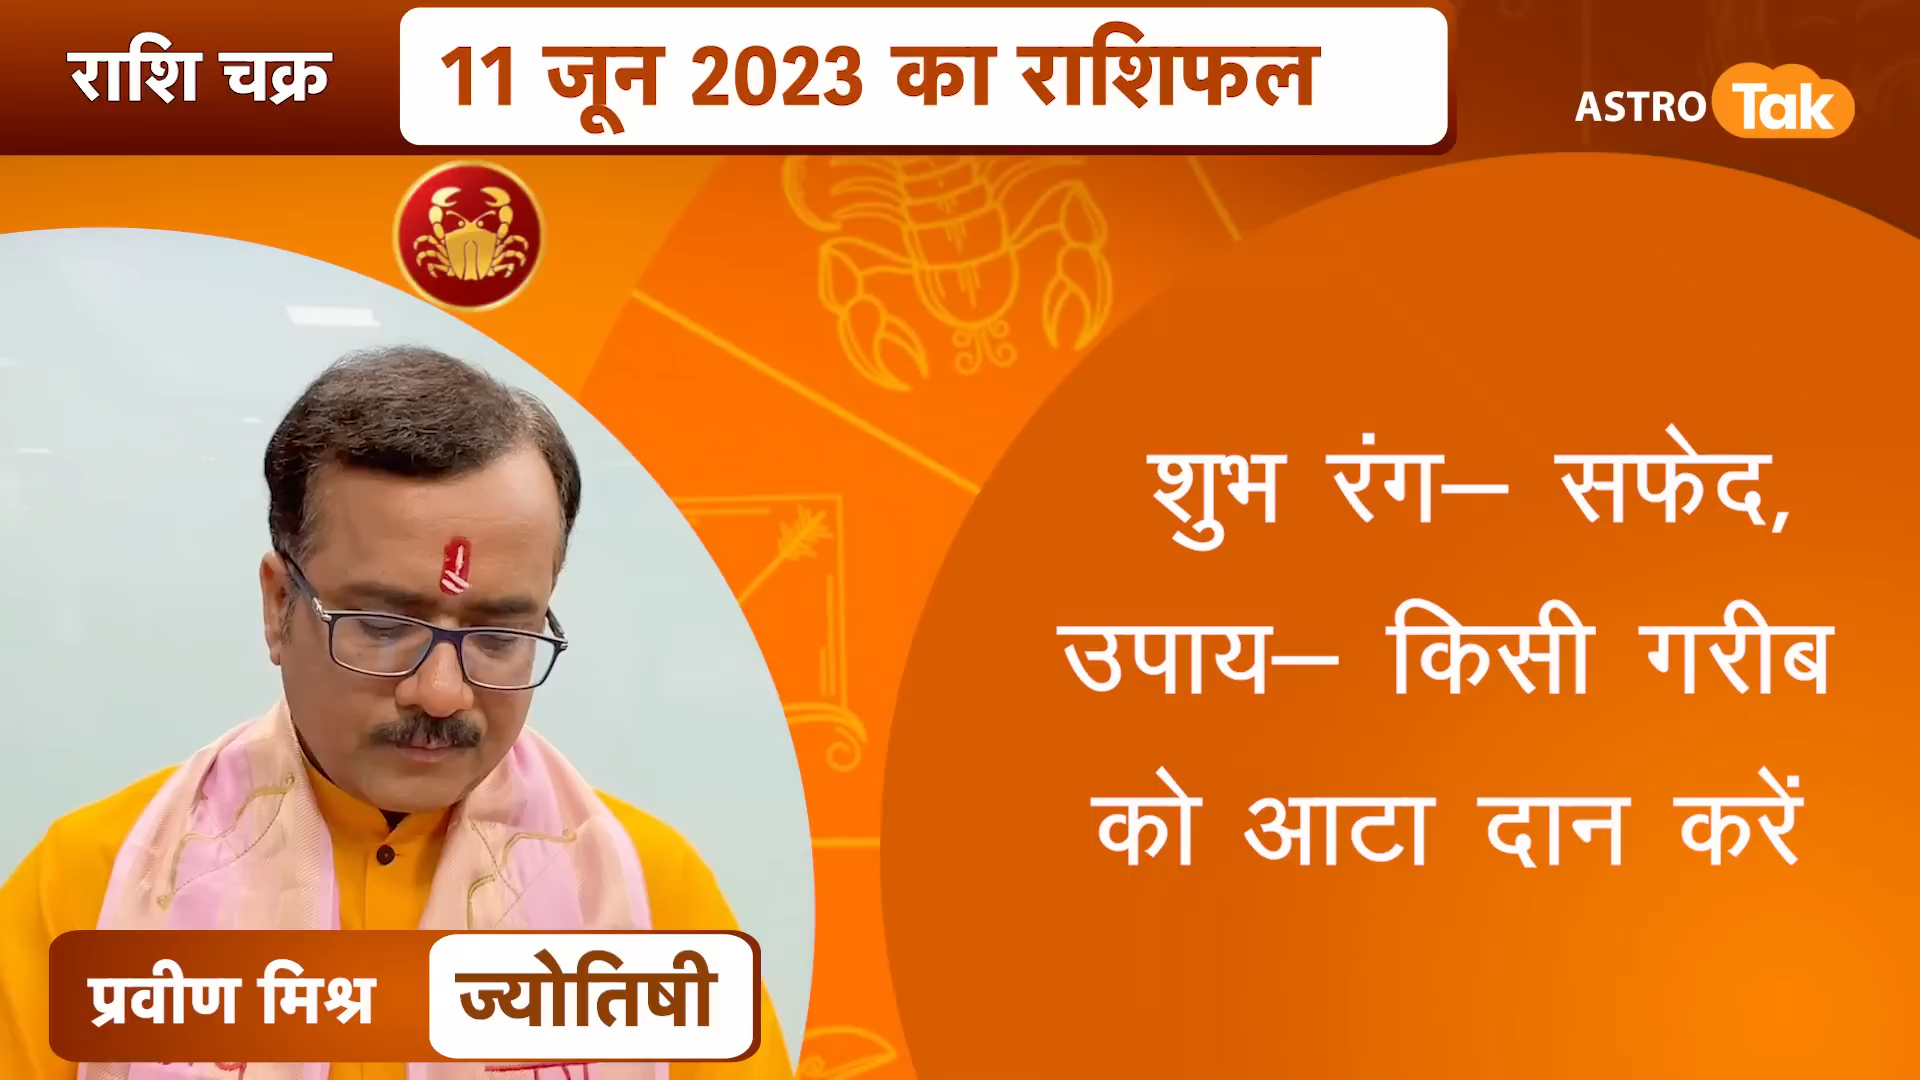 राशि चक्र
11 जून 2023 का राशिफल
ASTRO Tak
शुभ रंग– सफेद,
उपाय– किसी गरीब
को आटा दान करें
प्रवीण मिश्र
ज्योतिषी